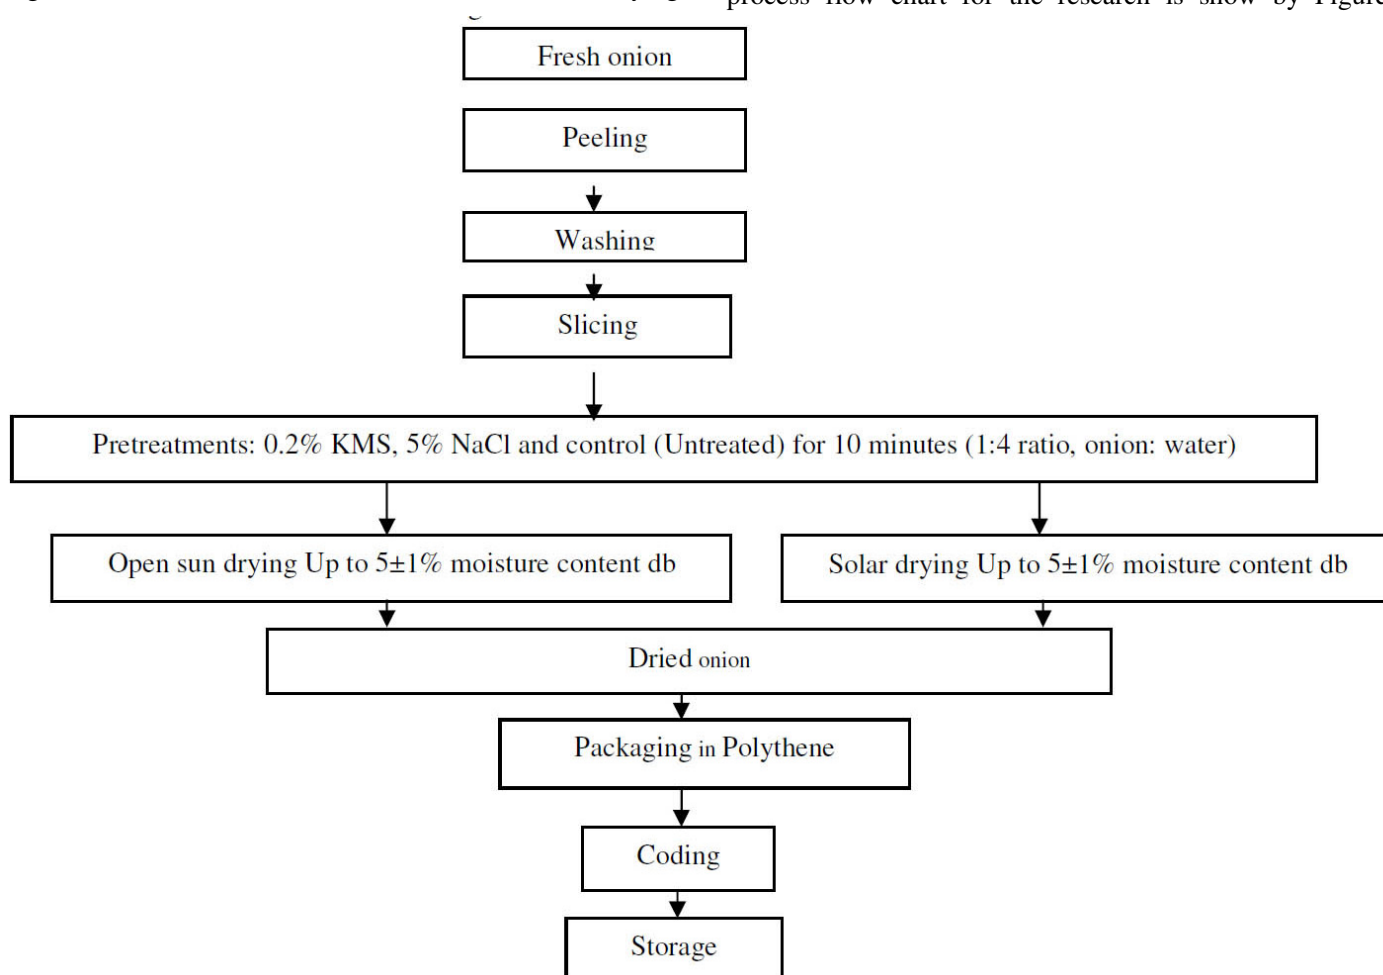 process flow chart for the research is show by Figure
Fresh onion
Peeling
Washing
Slicing
Pretreatments: 0.2% KMS, 5% NaCl and control (Untreated) for 10 minutes (1:4 ratio, onion: water)
Open sun drying Up to 5±1% moisture content db
Solar drying Up to 5±1% moisture content db
Dried onion
Packaging in Polythene
Coding
Storage